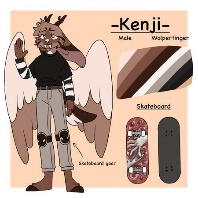 -Kenji-
Male Wolpertinger
Skateboard
Skateboard gear